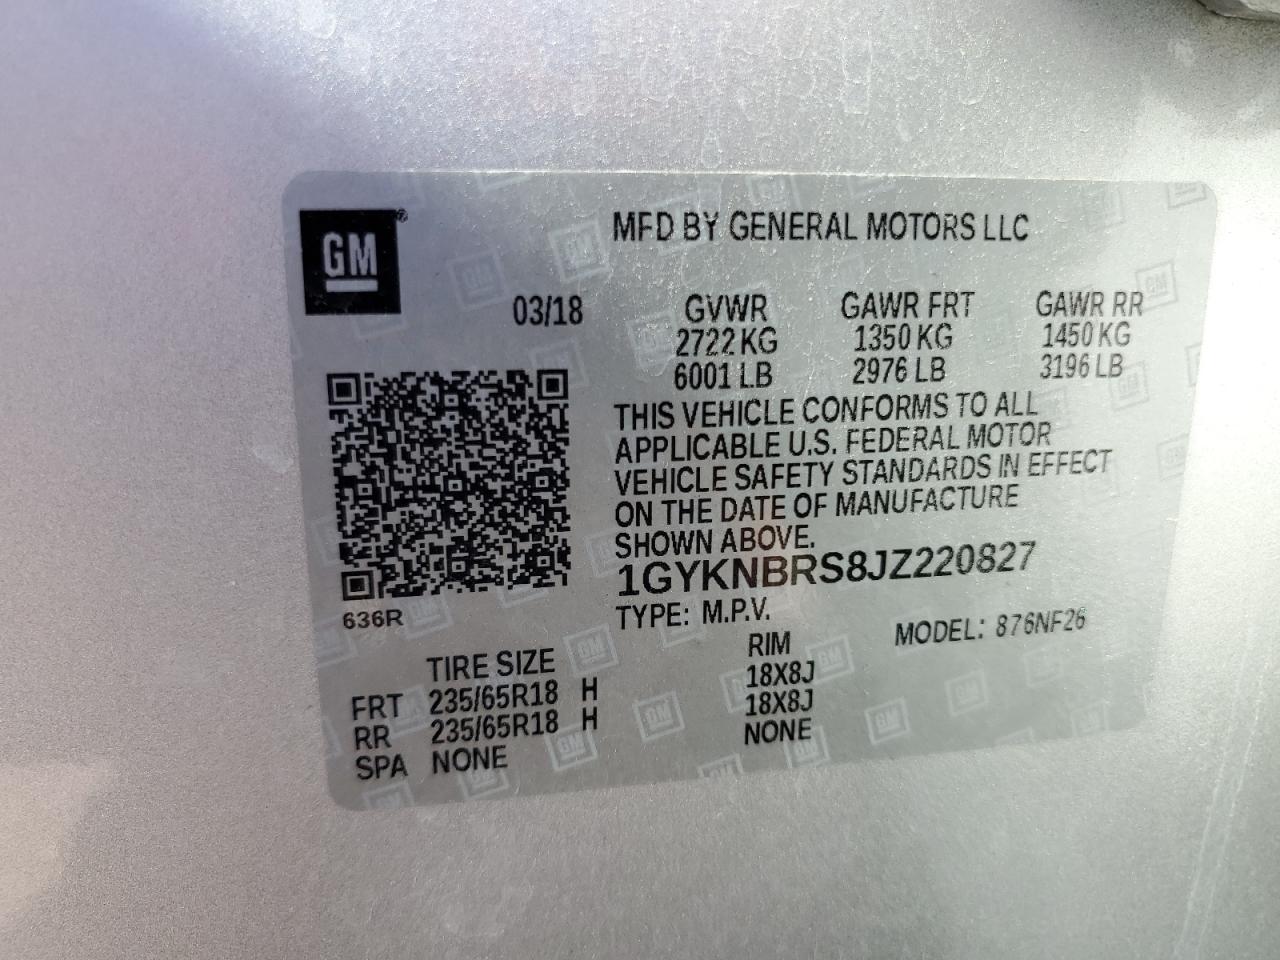 GM®
MFD BY GENERAL MOTORS LLC
03/18 GVWR GAWR FRT GAWR RR
2722 KG 1350 KG 1450 KG
6001 LB 2976 LB 3196 LB
THIS VEHICLE CONFORMS TO ALL
APPLICABLE U.S. FEDERAL MOTOR
VEHICLE SAFETY STANDARDS IN EFFECT
ON THE DATE OF MANUFACTURE
SHOWN ABOVE.
1GYKNBRS8JZ220827
636R
TYPE: M.P.V. MODEL: 876NF26
TIRE SIZE RIM
FRT 235/65R18 H 18X8J
RR 235/65R18 H 18X8J
SPA NONE NONE